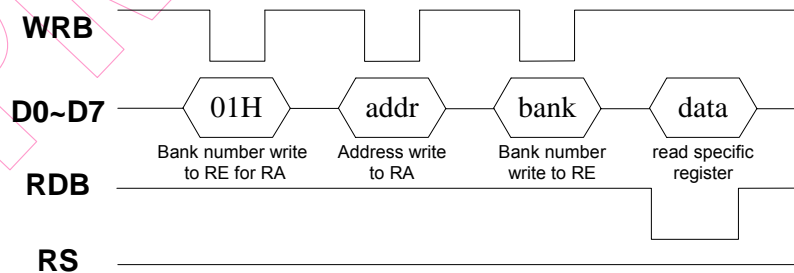 WRB
D0~D7
01H
addr
bank
data
Bank number write
to RE for RA
Address write
to RA
Bank number
write to RE
read specific
register
RDB
RS